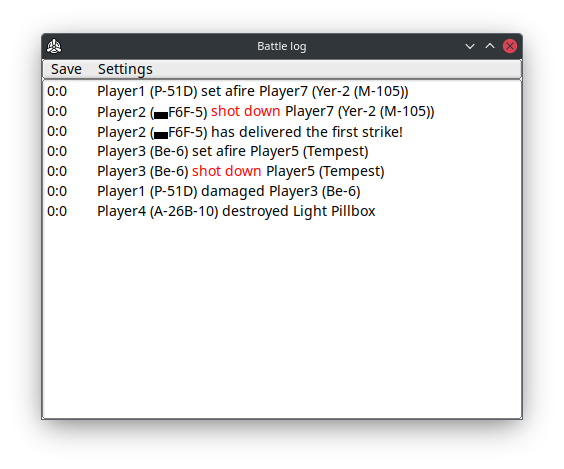 Battle log
Save Settings
0:0 Player1 (P-51D) set afire Player7 (Yer-2 (M-105))
0:0 Player2 (▃F6F-5) shot down Player7 (Yer-2 (M-105))
0:0 Player2 (▃F6F-5) has delivered the first strike!
0:0 Player3 (Be-6) set afire Player5 (Tempest)
0:0 Player3 (Be-6) shot down Player5 (Tempest)
0:0 Player1 (P-51D) damaged Player3 (Be-6)
0:0 Player4 (A-26B-10) destroyed Light Pillbox